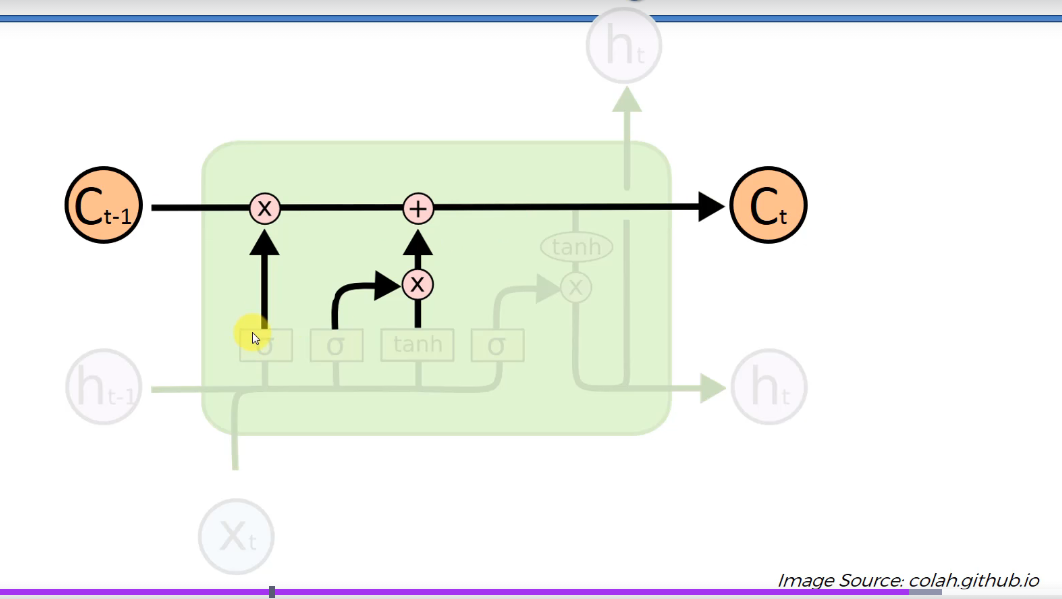 ht
Ct-1
x
+
Ct
tanh
x
x
σ
σ
tanh
σ
ht-1
ht
Xt
Image Source: colah.github.io